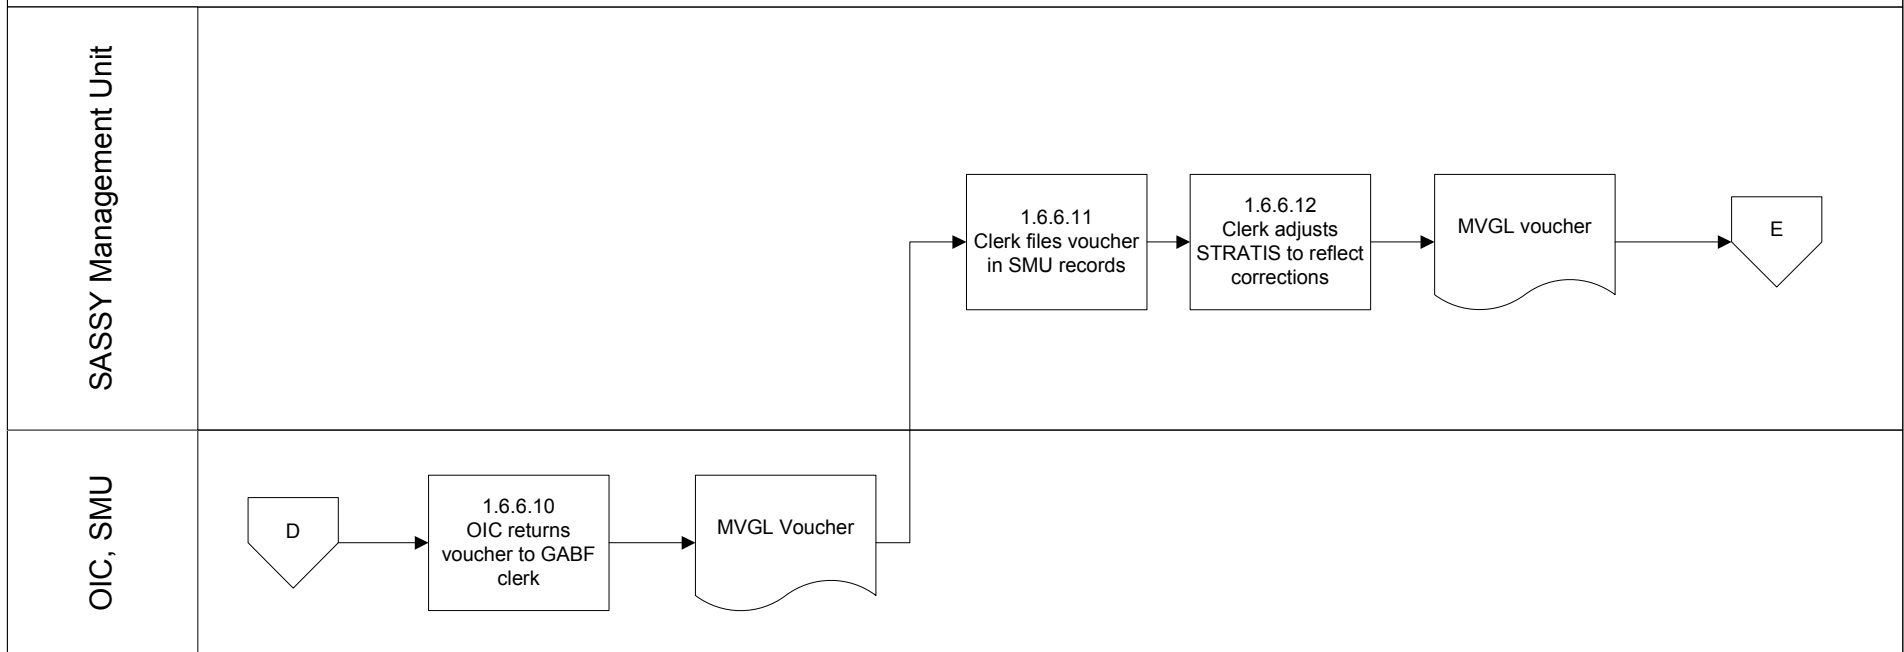 SASSY Management Unit
1.6.6.11
Clerk files voucher
in SMU records
1.6.6.12
Clerk adjusts
STRATIS to reflect
corrections
MVGL voucher
E
OIC, SMU
D
1.6.6.10
OIC returns
voucher to GABF
clerk
MVGL Voucher